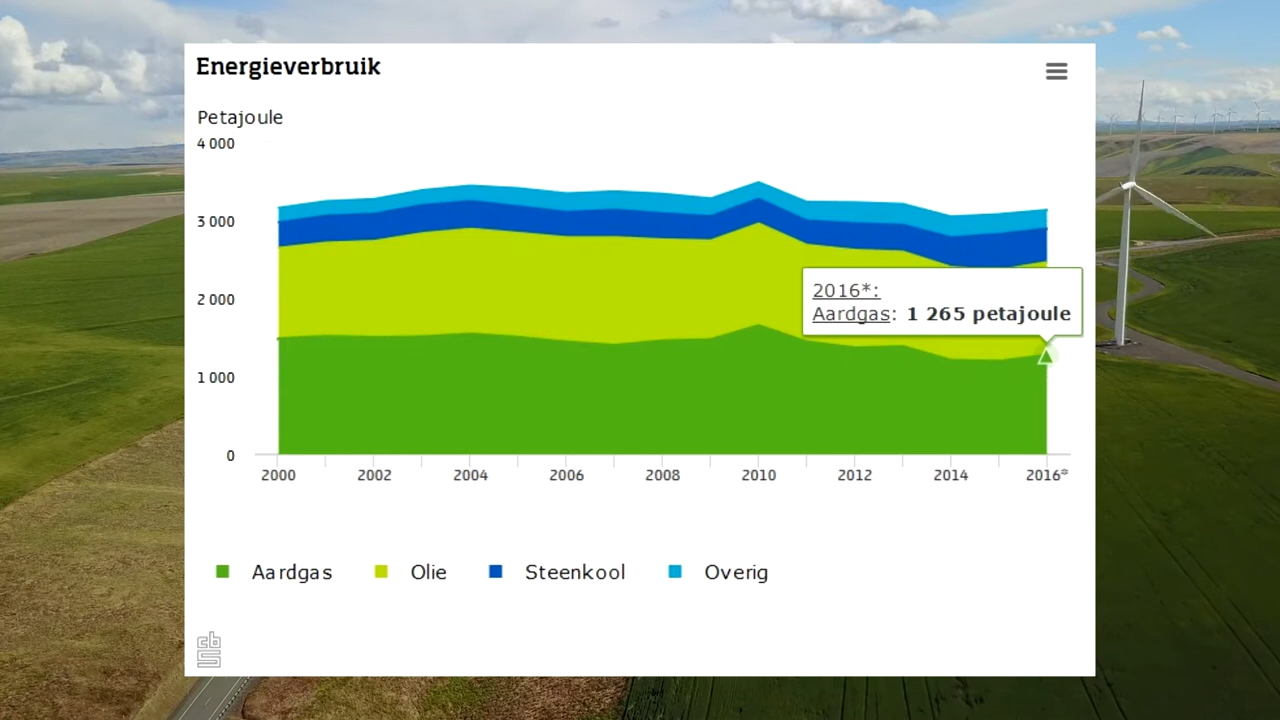 Energieverbruik
Petajoule
4 000
3 000
2 000
1 000
0
2016*:
Aardgas: 1 265 petajoule
2000 2002 2004 2006 2008 2010 2012 2014 2016*
Aardgas Olie Steenkool Overig
cbs